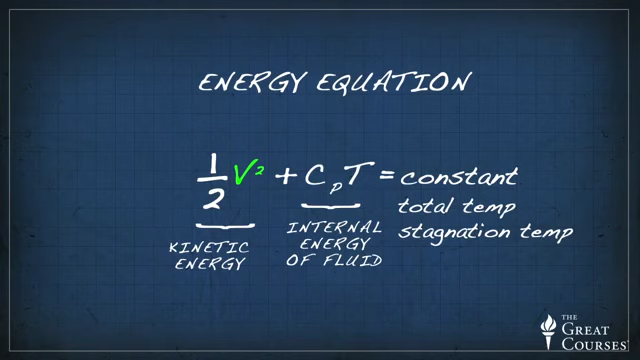 ENERGY EQUATION
1/2 V² + CpT = constant
total temp
stagnation temp
KINETIC
ENERGY
INTERNAL
ENERGY
OF FLUID
THE
GREAT
COURSES